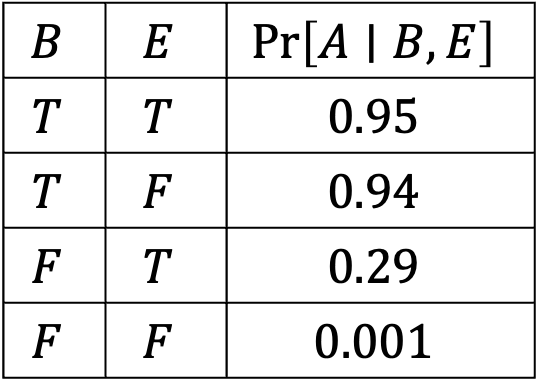 B E Pr[A | B, E]
T T 0.95
T F 0.94
F T 0.29
F F 0.001